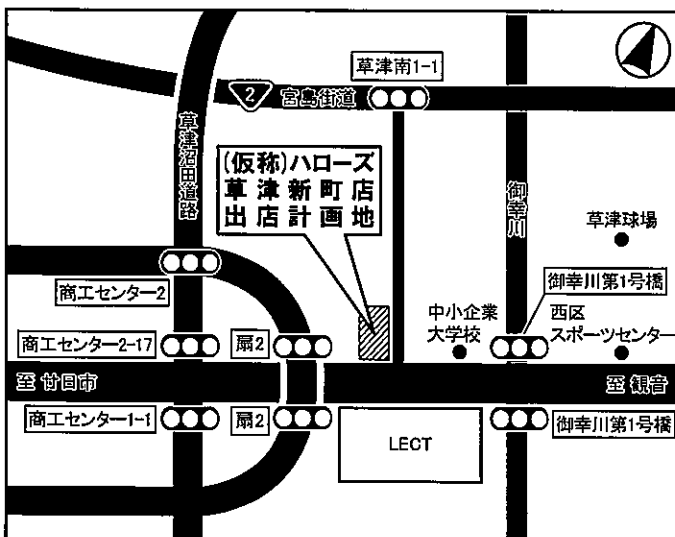 草津南1-1
2
宮島街道
草津沼田道路
(仮称)ハローズ
草津新町店
出店計画地
御幸川
草津球場
商工センター2
御幸川第1号橋
中小企業
大学校
西区
スポーツセンター
商工センター2-17
扇2
至 廿日市
至 観音
商工センター1-1
扇2
LECT
御幸川第1号橋